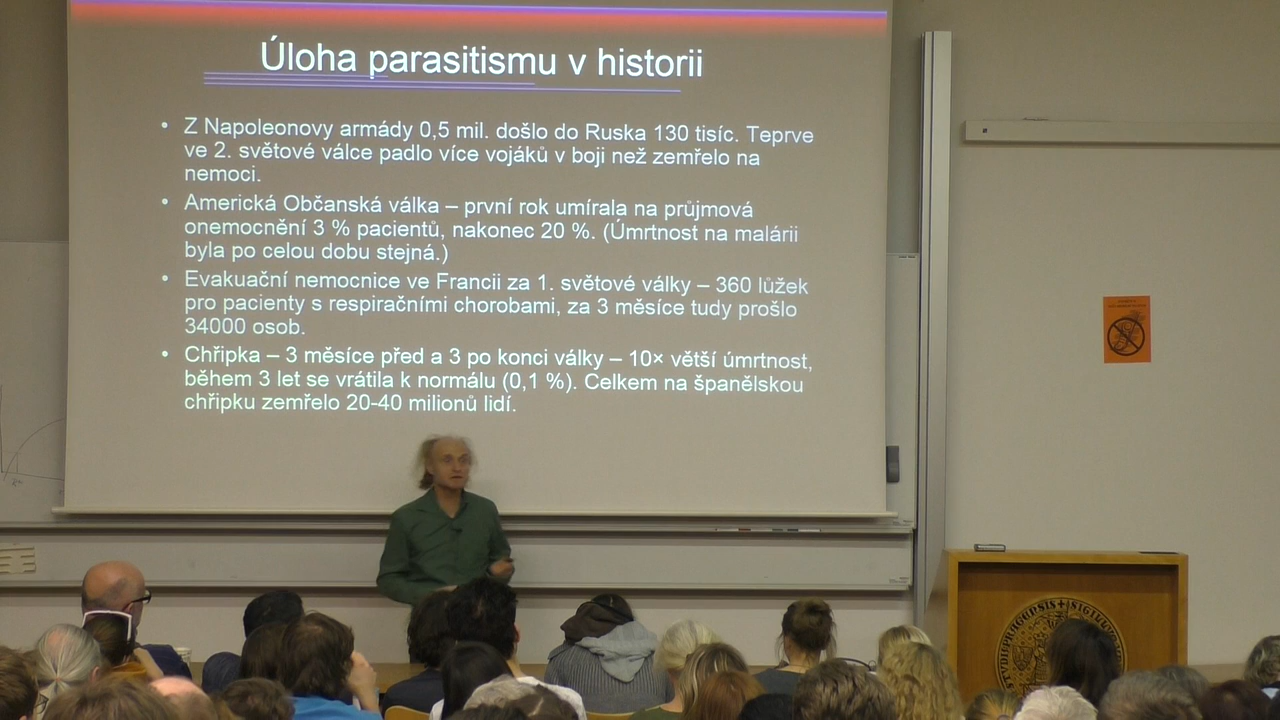 Úloha parasitismu v historii
• Z Napoleonovy armády 0,5 mil. došlo do Ruska 130 tisíc. Teprve
ve 2. světové válce padlo více vojáků v boji než zemřelo na
nemoci.
• Americká Občanská válka – první rok umírala na průjmová
onemocnění 3 % pacientů, nakonec 20 %. (Úmrtnost na malárii
byla po celou dobu stejná.)
• Evakuační nemocnice ve Francii za 1. světové války – 360 lůžek
pro pacienty s respiračními chorobami, za 3 měsíce tudy prošlo
34000 osob.
• Chřipka – 3 měsíce před a 3 po konci války – 10× větší úmrtnost,
během 3 let se vrátila k normálu (0,1 %). Celkem na španělskou
chřipku zemřelo 20-40 milionů lidí.